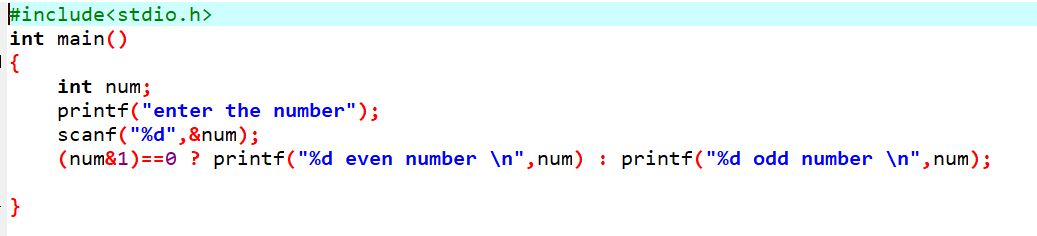 #include<stdio.h>
int main()
{
    int num;
    printf("enter the number");
    scanf("%d",&num);
    (num&1)==0 ? printf("%d even number \n",num) : printf("%d odd number \n",num);
}